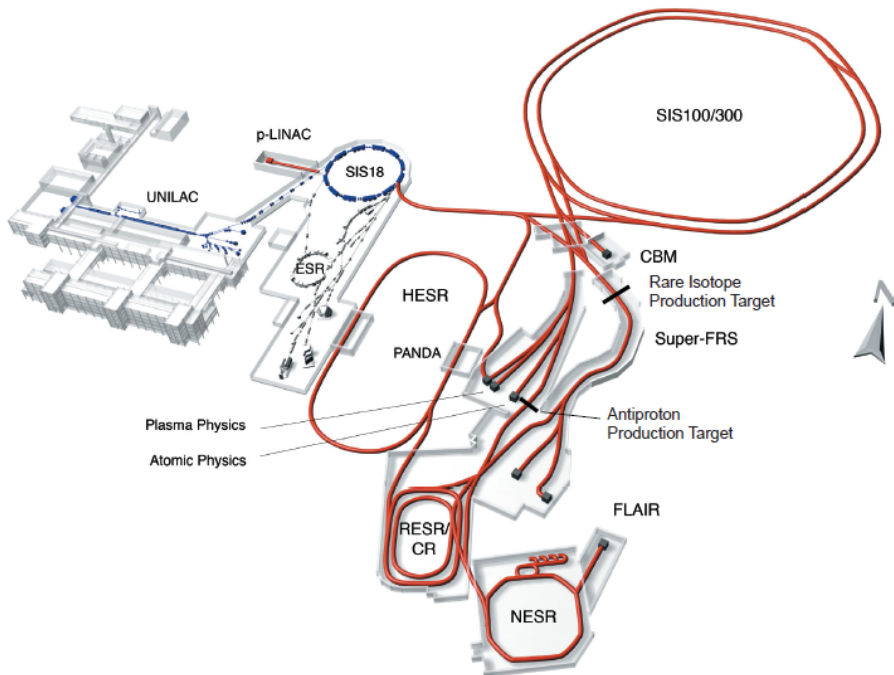 SIS100/300
p-LINAC
SIS18
UNILAC
CBM
ESR
Rare Isotope
Production Target
HESR
Super-FRS
PANDA
Plasma Physics
Antiproton
Production Target
Atomic Physics
FLAIR
RESR/
CR
NESR